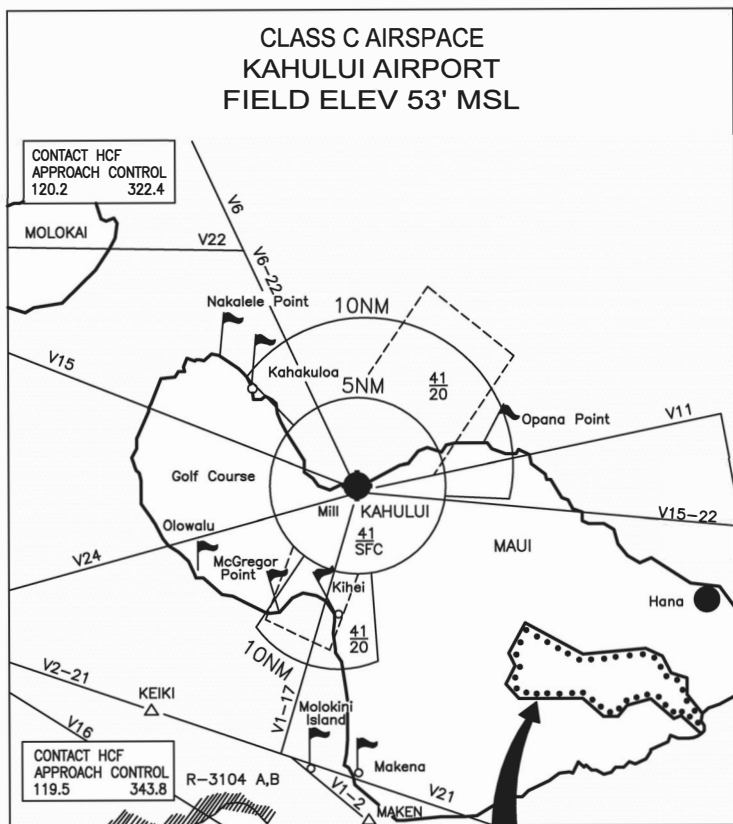 CLASS C AIRSPACE
KAHULUI AIRPORT
FIELD ELEV 53' MSL
CONTACT HCF
APPROACH CONTROL
120.2 322.4
MOLOKAI
V6
V22
V6-22
Nakalele Point
10NM
V15
Kahakuloa
5NM
41
20
Opana Point
V11
Golf Course
Mill
KAHULUI
V15-22
Olowalu
41
SFC
MAUI
V24
McGregor
Point
Kihei
Hana
41
20
10NM
V2-21
KEIKI
V1-17
Molokini
Island
V16
Makena
CONTACT HCF
APPROACH CONTROL
119.5 343.8
R-3104 A,B
V1-2
V21
MAKEN